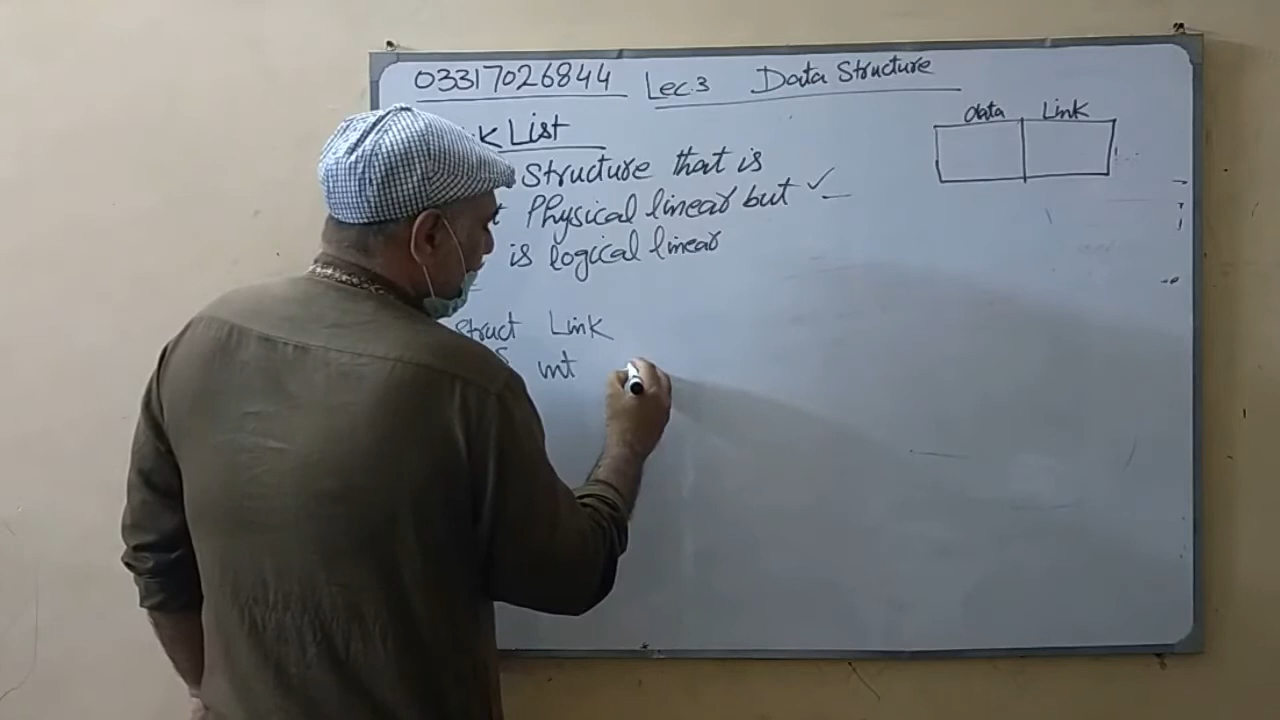 03317026844 Lec.3 Data Structure
data Link
List
Structure that is
Physical linear but ✓
is logical linear
struct Link
int